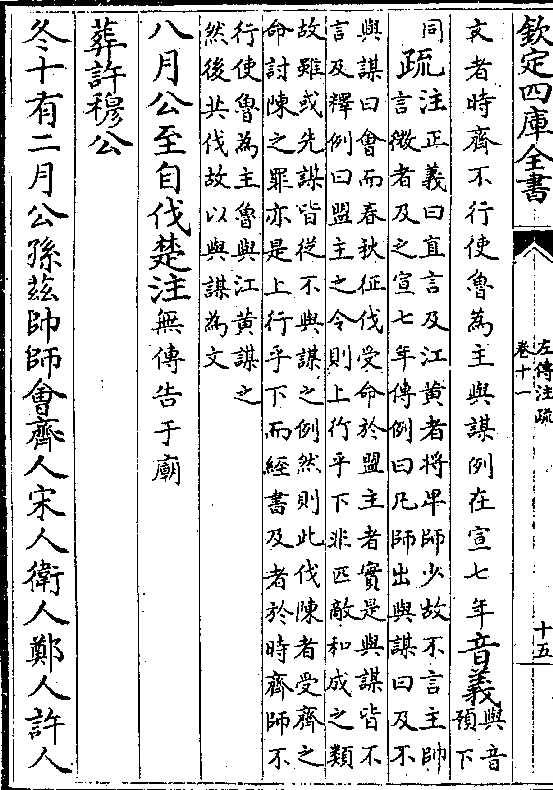 欽定四庫全書
左傳注疏
卷十一
十五
文者時齊不行使魯為主與謀例在宣七年音義與音
預下
同疏注正義曰直言及江黄者將卑師少故不言主帥
言微者及之宣七年傳例曰凡師出與謀曰及不
與謀曰會而春秋征伐受命於盟主者實是與謀皆不
言及釋例曰盟主之令則上行乎下非匹敵和成之類
故雖或先謀皆從不與謀之例然則此伐陳者受齊之
命討陳之罪亦是上行乎下而經書及者於時齊師不
行使魯為主魯與江黄謀之
然後共伐故以與謀為文
八月公至自伐楚注無傳告于廟
葬許穆公
冬十有二月公孫茲帥師會齊人宋人衛人鄭人許人